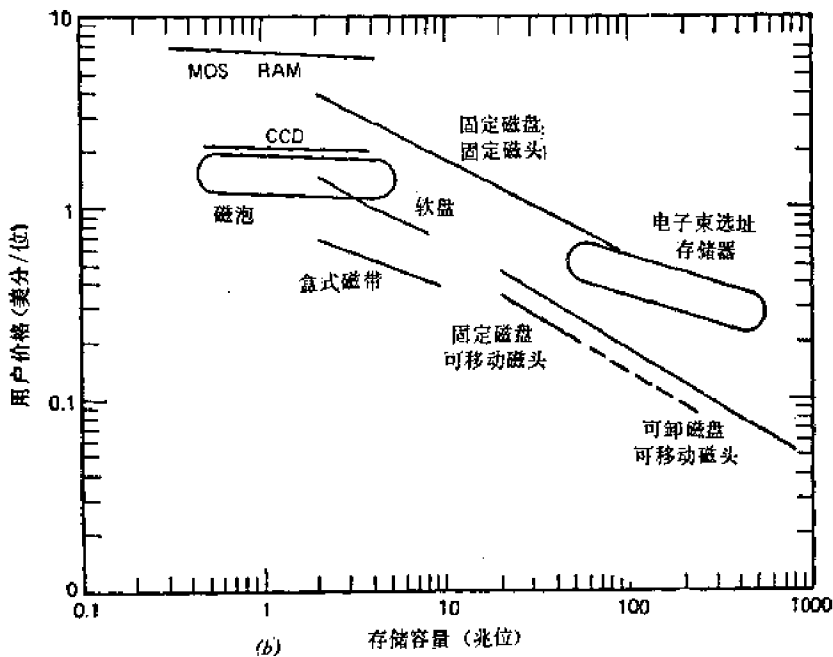 10
MOS RAM
固定磁盘
固定磁头
CCD
磁泡
软盘
电子束选址
存储器
1
盒式磁带
固定磁盘
可移动磁头
可卸磁盘
可移动磁头
用户价格(美分/位)
0.1
0
0.1
1
10
100
1000
(b)
存储容量(兆位)